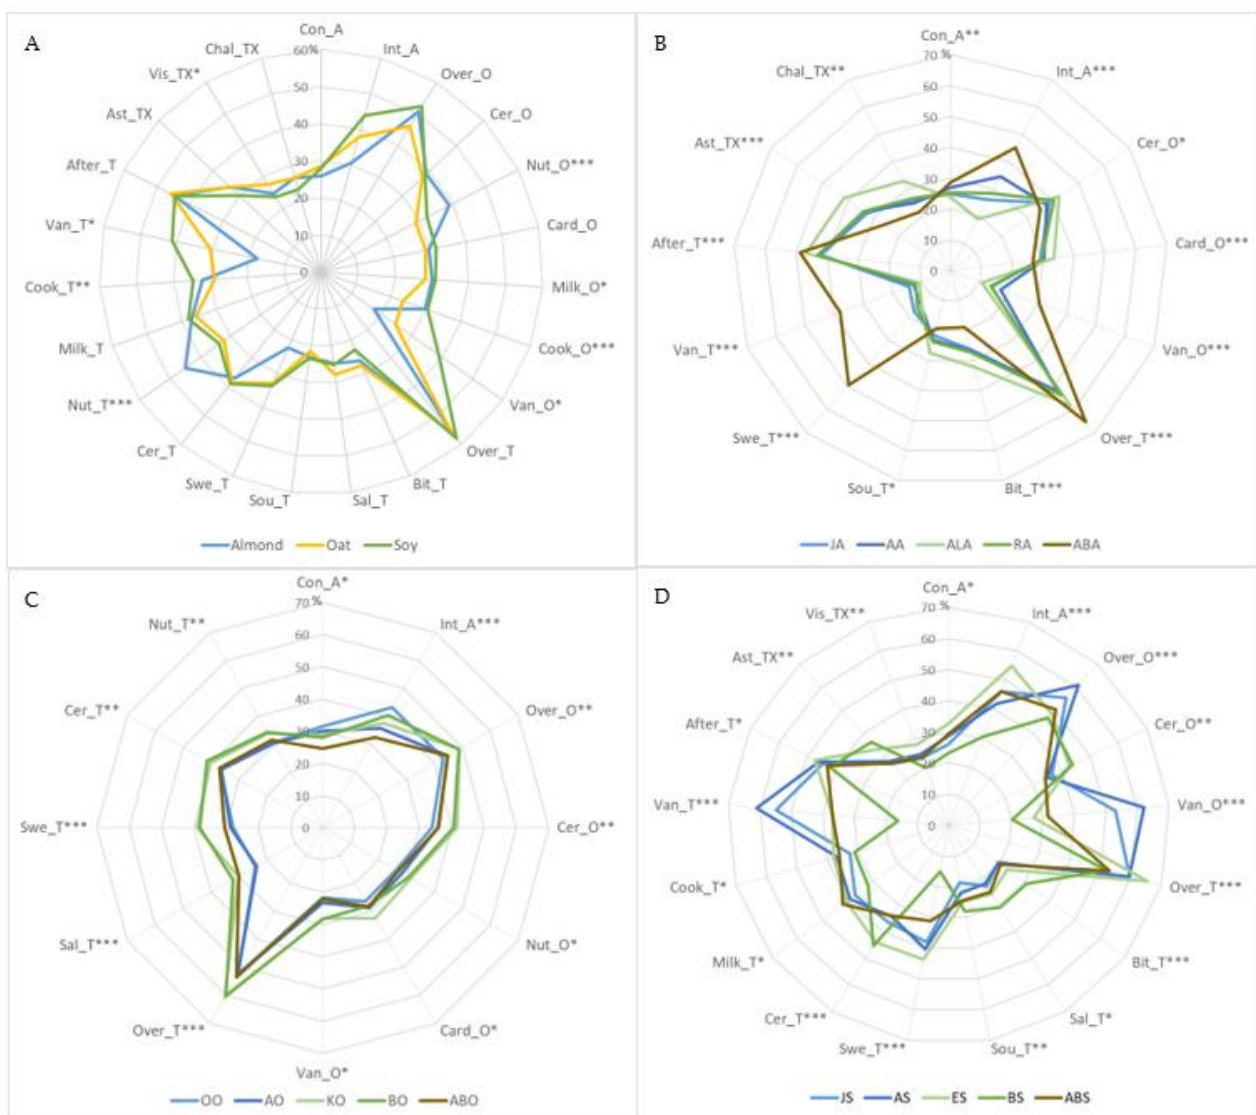 A
Con_A
Int_A
Over_O
Cer_O
Nut_O***
Card_O
Milk_O*
Cook_O***
Van_O*
Over_T
Bit_T
Sal_T
Sou_T
Swe_T
Cer_T
Nut_T***
Milk_T
Cook_T**
Van_T*
After_T
Ast_TX
Vis_TX*
Chal_TX
60%
50
40
30
20
10
0
Almond Oat Soy
B
Con_A**
Int_A***
Cer_O*
Card_O***
Van_O***
Over_T***
Bit_T***
Sou_T*
Swe_T***
Van_T***
After_T***
Ast_TX***
Chal_TX**
70%
60
50
40
30
20
10
0
JA AA ALA RA ABA
C
Con_A*
Int_A***
Over_O**
Cer_O**
Nut_O*
Card_O*
Van_O*
Over_T***
Sal_T***
Swe_T***
Cer_T**
Nut_T**
70%
60
50
40
30
20
10
0
OO AO KO BO ABO
D
Con_A*
Int_A***
Over_O***
Cer_O**
Van_O***
Over_T***
Bit_T***
Sal_T*
Sou_T**
Swe_T***
Cer_T***
Milk_T*
Cook_T*
Van_T***
After_T*
Ast_TX**
Vis_TX**
70%
60
50
40
30
20
10
0
JS AS ES BS ABS